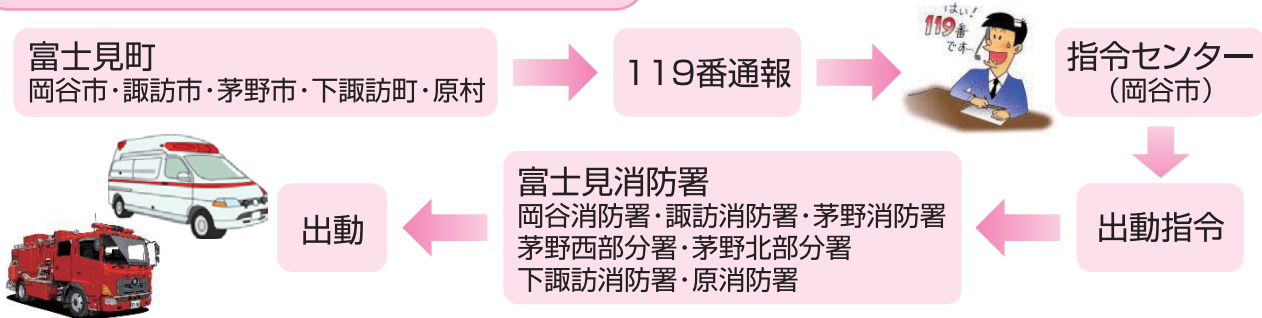 富士見町
岡谷市・諏訪市・茅野市・下諏訪町・原村
119番通報
はい!
119番
です…
指令センター
(岡谷市)
出動指令
富士見消防署
岡谷消防署・諏訪消防署・茅野消防署
茅野西部分署・茅野北部分署
下諏訪消防署・原消防署
出動